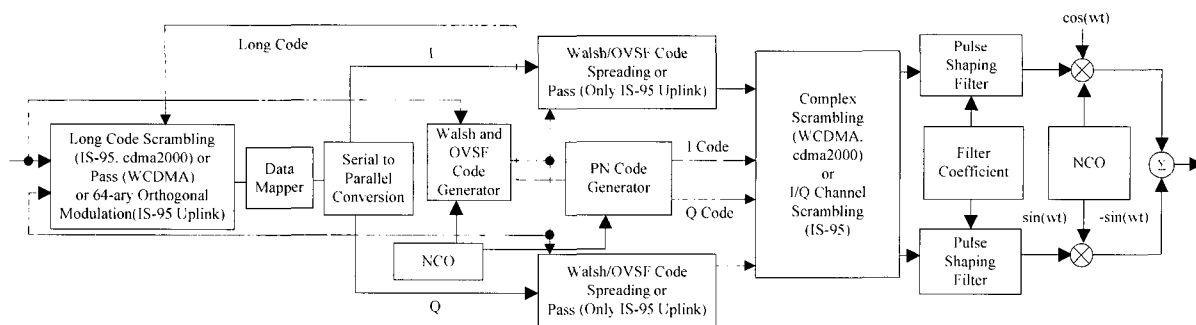 cos(wt)
Long Code
I
Walsh/OVSF Code
Spreading or
Pass (Only IS-95 Uplink)
Pulse
Shaping
Filter
Long Code Scrambling
(IS-95. cdma2000) or
Pass (WCDMA)
or 64-ary Orthogonal
Modulation(IS-95 Uplink)
Data
Mapper
Serial to
Parallel
Conversion
Walsh and
OVSF
Code
Generator
PN Code
Generator
I Code
Q Code
Complex
Scrambling
(WCDMA.
cdma2000)
or
I/Q Channel
Scrambling
(IS-95)
Filter
Coefficient
NCO
Σ
sin(wt)
-sin(wt)
NCO
Q
Walsh/OVSF Code
Spreading or
Pass (Only IS-95 Uplink)
Pulse
Shaping
Filter